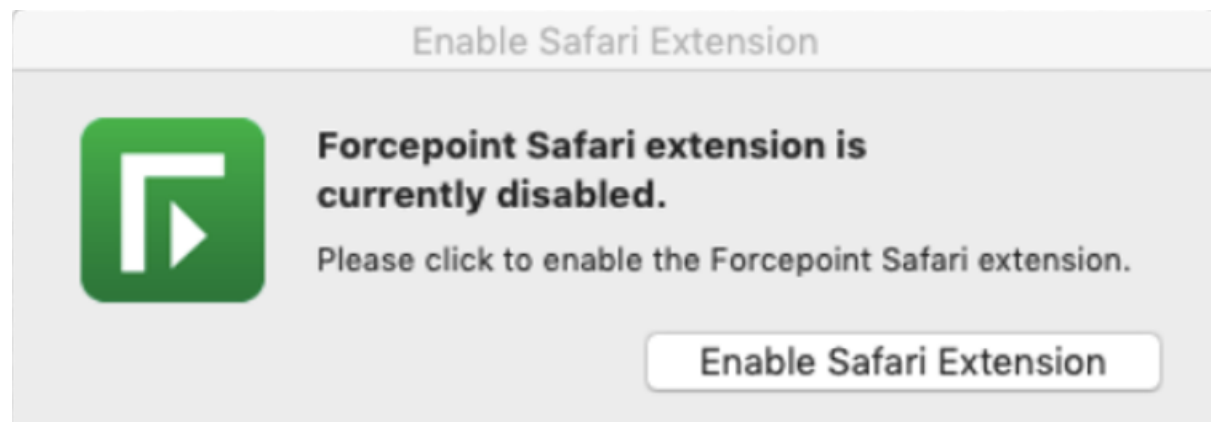 Enable Safari Extension
Forcepoint Safari extension is
currently disabled.
Please click to enable the Forcepoint Safari extension.
Enable Safari Extension